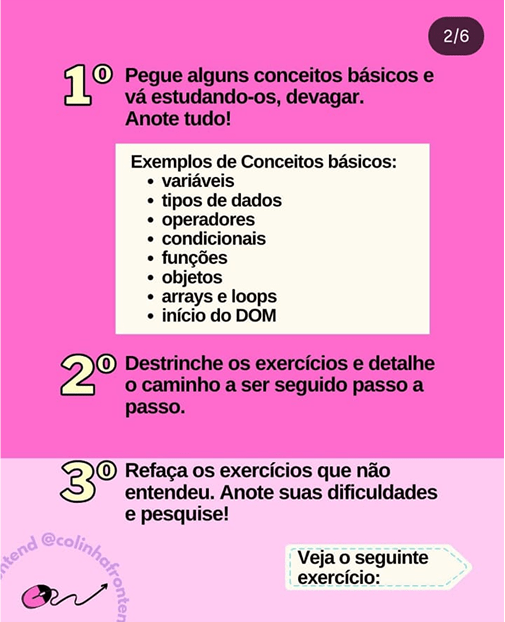 2/6
1º Pegue alguns conceitos básicos e
vá estudando-os, devagar.
Anote tudo!
Exemplos de Conceitos básicos:
• variáveis
• tipos de dados
• operadores
• condicionais
• funções
• objetos
• arrays e loops
• início do DOM
2º Destrinche os exercícios e detalhe
o caminho a ser seguido passo a
passo.
3º Refaça os exercícios que não
entendeu. Anote suas dificuldades
e pesquise!
Veja o seguinte
exercício:
ntend @colinhafronten